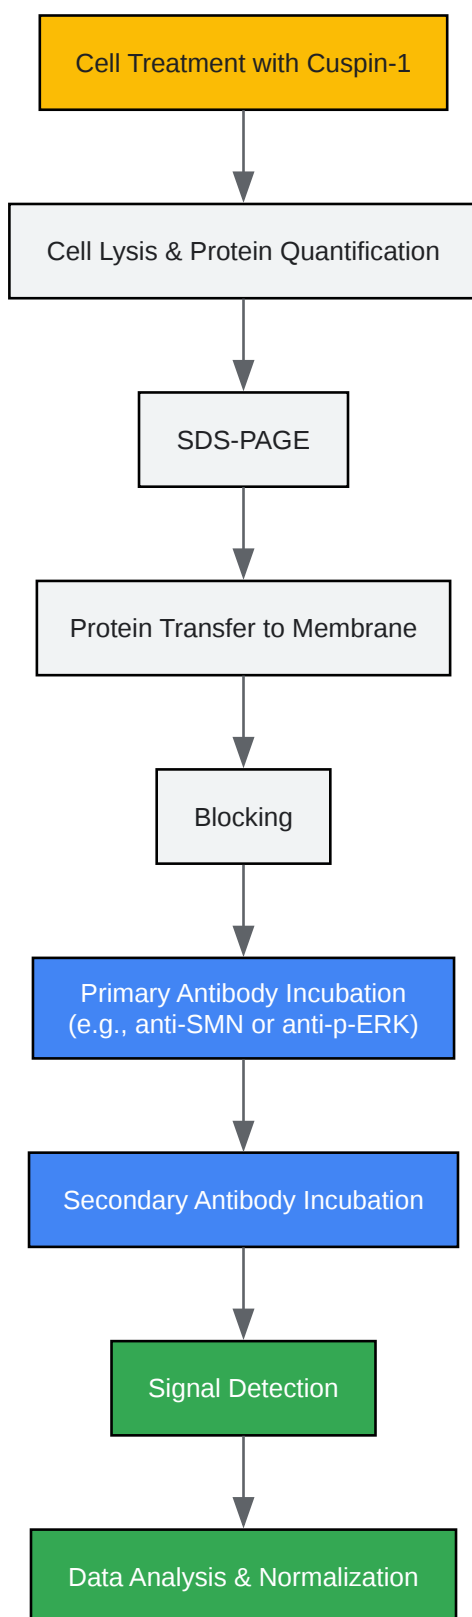 Cell Treatment with Cuspin-1
Cell Lysis & Protein Quantification
SDS-PAGE
Protein Transfer to Membrane
Blocking
Primary Antibody Incubation
(e.g., anti-SMN or anti-p-ERK)
Secondary Antibody Incubation
Signal Detection
Data Analysis & Normalization